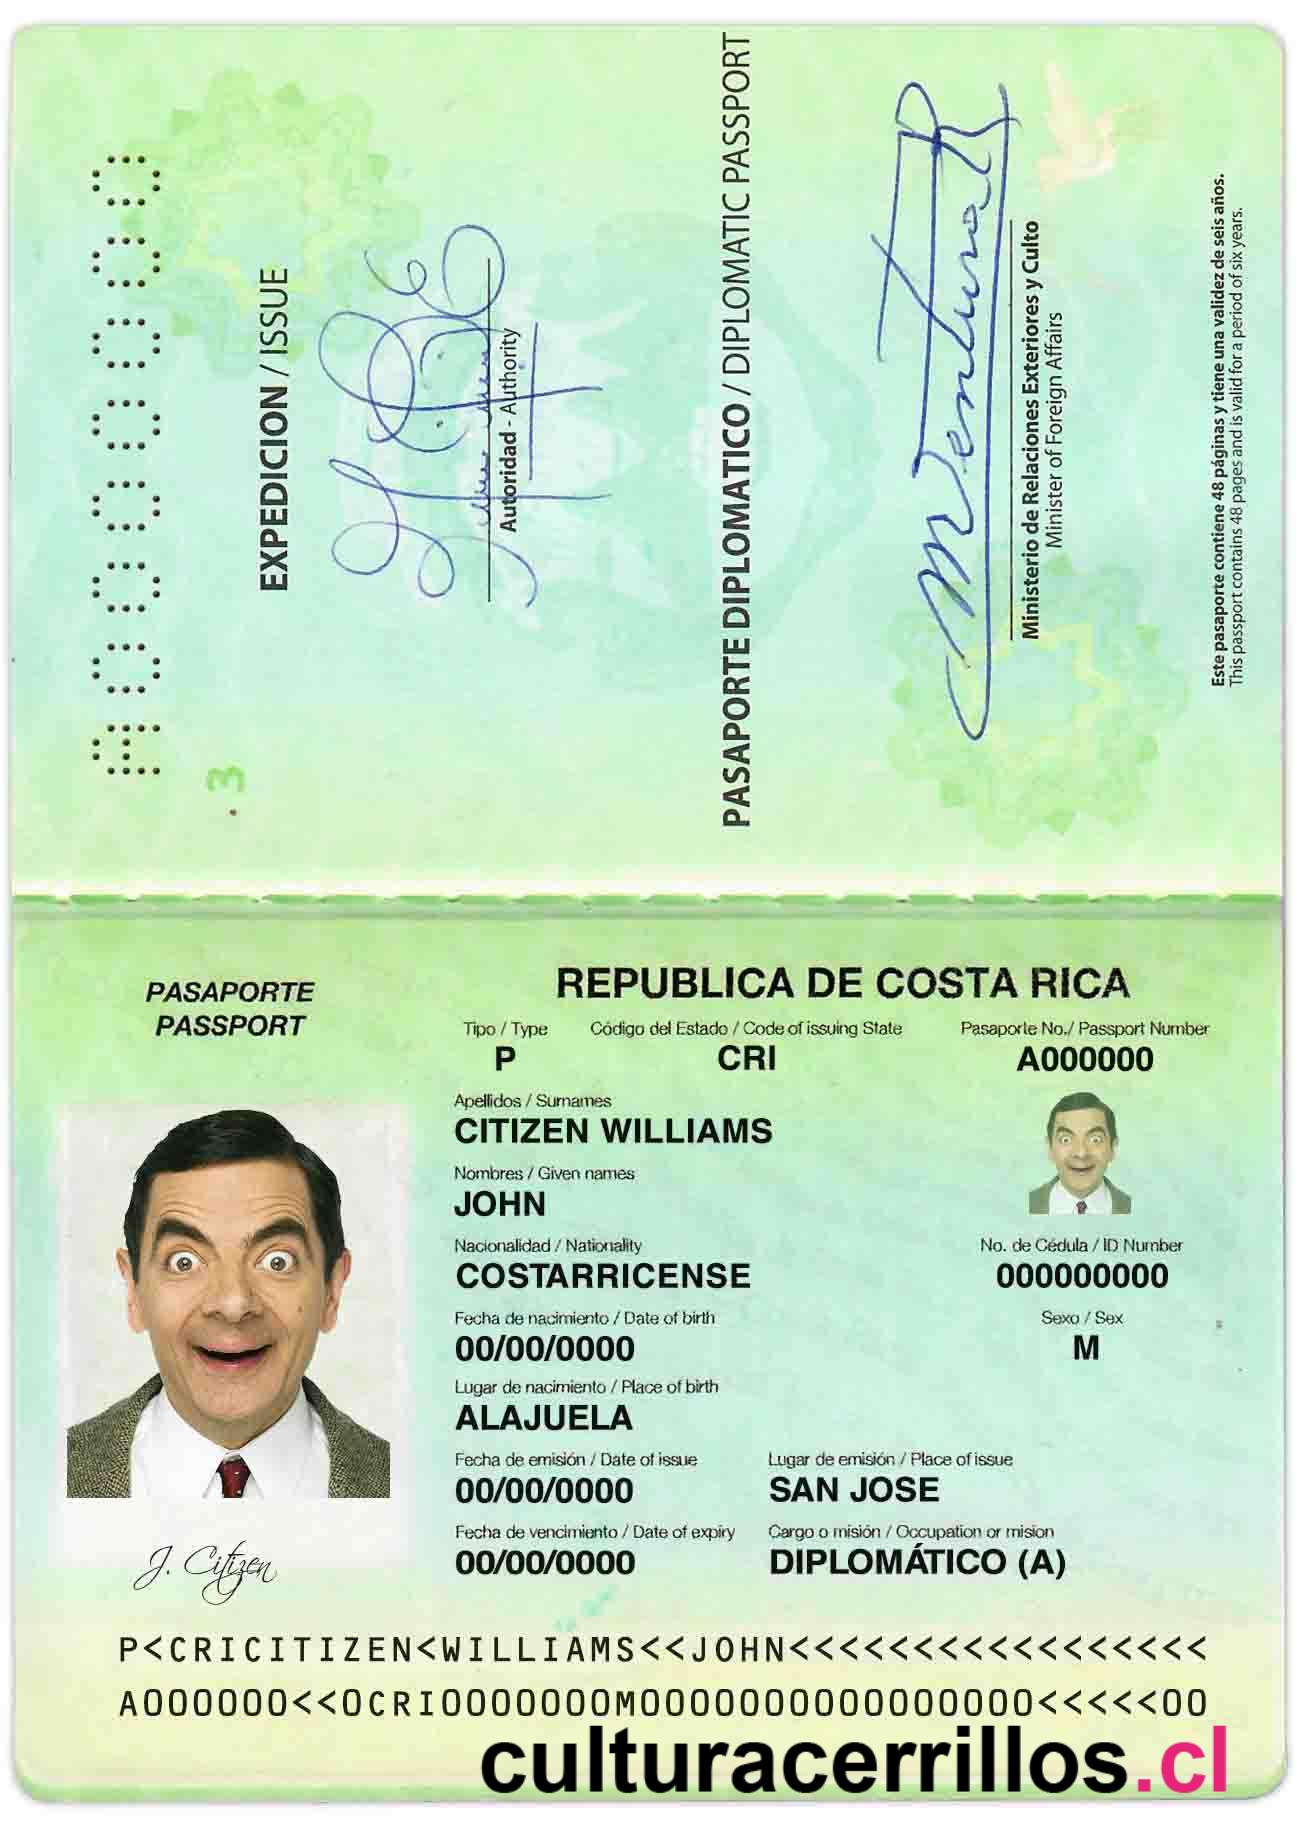 A0000000
3
EXPEDICION / ISSUE
Autoridad - Authority
PASAPORTE DIPLOMATICO / DIPLOMATIC PASSPORT
Ministerio de Relaciones Exteriores y Culto
Minister of Foreign Affairs
Este pasaporte contiene 48 páginas y tiene una validez de seis años.
This passport contains 48 pages and is valid for a period of six years.
PASAPORTE
PASSPORT
REPUBLICA DE COSTA RICA
Tipo / Type Código del Estado / Code of issuing State Pasaporte No./ Passport Number
P CRI A000000
Apellidos / Surnames
CITIZEN WILLIAMS
Nombres / Given names
JOHN
Nacionalidad / Nationality No. de Cédula / ID Number
COSTARRICENSE 000000000
Fecha de nacimiento / Date of birth Sexo / Sex
00/00/0000 M
Lugar de nacimiento / Place of birth
ALAJUELA
Fecha de emisión / Date of issue Lugar de emisión / Place of issue
00/00/0000 SAN JOSE
Fecha de vencimiento / Date of expiry Cargo o misión / Occupation or mision
00/00/0000 DIPLOMÁTICO (A)
J. Citizen
P<CRICITIZEN<WILLIAMS<<JOHN<<<<<<<<<<<<<<<<<
A000000<<0CRI0000000M000000000000000<<<<<00
culturacerrillos.cl